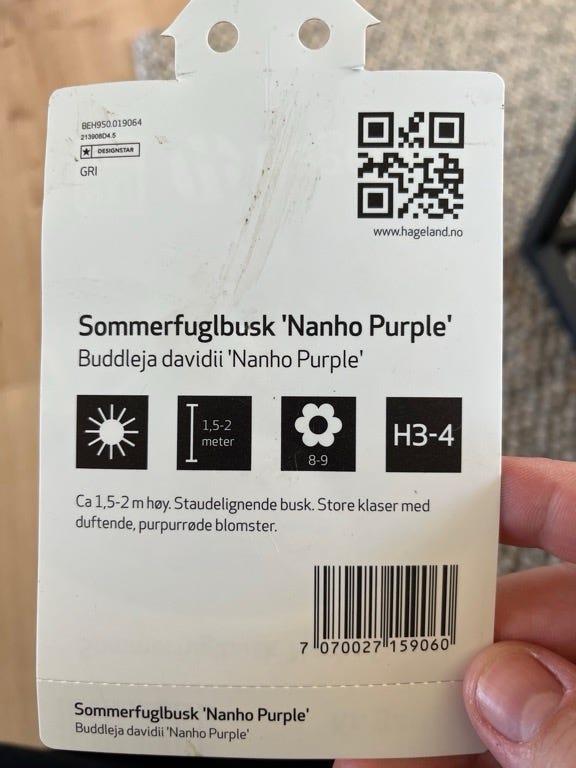 BEH950.019064
213908D4.5
DESIGNSTAR
GRI
www.hageland.no
Sommerfuglbusk 'Nanho Purple'
Buddleja davidii 'Nanho Purple'
1,5-2
meter
8-9
H3-4
Ca 1,5-2 m høy. Staudelignende busk. Store klaser med
duftende, purpurrøde blomster.
7 070027 159060
Sommerfuglbusk 'Nanho Purple'
Buddleja davidii 'Nanho Purple'